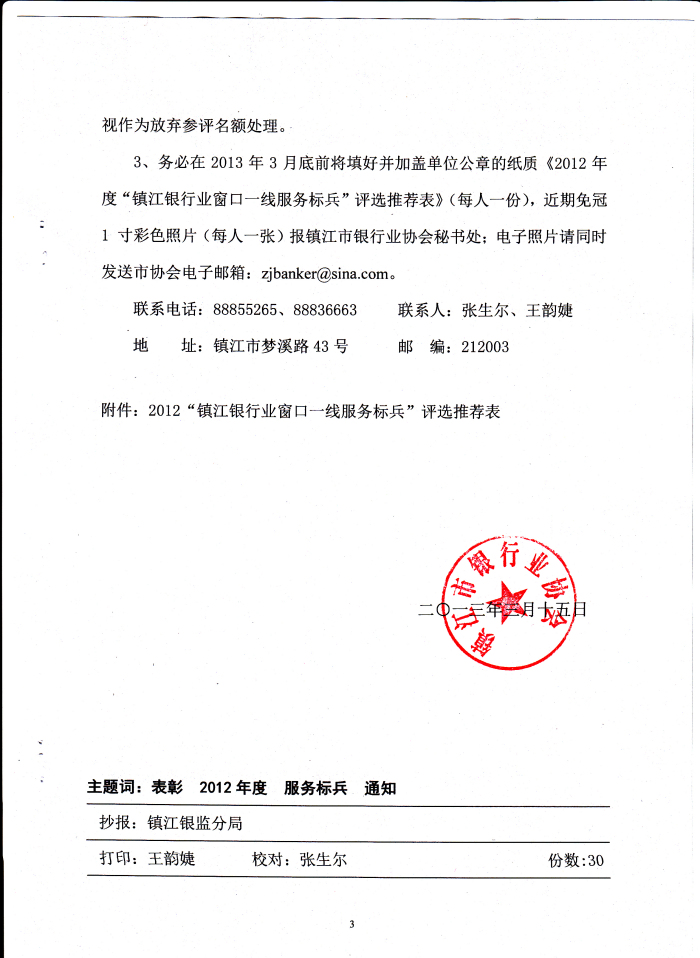 视作为放弃参评名额处理。
3、务必在 2013 年 3 月底前将填好并加盖单位公章的纸质《2012 年
度“镇江银行业窗口一线服务标兵”评选推荐表》（每人一份），近期免冠
1 寸彩色照片（每人一张）报镇江市银行业协会秘书处；电子照片请同时
发送市协会电子邮箱：zjbanker@sina.com。
联系电话：88855265、88836663 联系人：张生尔、王韵婕
地 址：镇江市梦溪路 43 号 邮 编：212003
附件：2012“镇江银行业窗口一线服务标兵”评选推荐表
镇江市银行业协会
二〇一三年三月十五日
主题词：表彰 2012 年度 服务标兵 通知
抄报：镇江银监分局
打印：王韵婕 校对：张生尔 份数:30
3